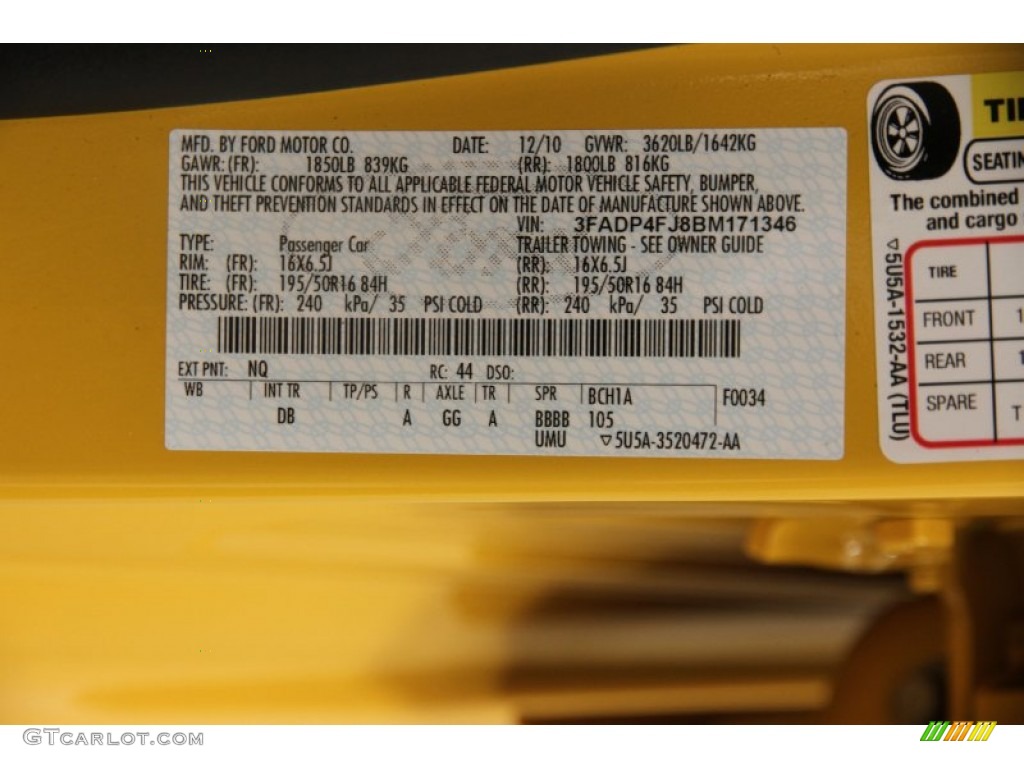 MFD. BY FORD MOTOR CO. DATE: 12/10 GVWR: 3620LB/1642KG
GAWR: (FR): 1850LB 839KG (RR): 1800LB 816KG
THIS VEHICLE CONFORMS TO ALL APPLICABLE FEDERAL MOTOR VEHICLE SAFETY, BUMPER,
AND THEFT PREVENTION STANDARDS IN EFFECT ON THE DATE OF MANUFACTURE SHOWN ABOVE.
VIN: 3FADP4FJ8BM171346
TYPE: Passenger Car TRAILER TOWING - SEE OWNER GUIDE
RIM: (FR): 16X6.5J (RR): 16X6.5J
TIRE: (FR): 195/50R16 84H (RR): 195/50R16 84H
PRESSURE: (FR): 240 kPa/ 35 PSI COLD (RR): 240 kPa/ 35 PSI COLD
EXT PNT: NQ RC: 44 DSO:
WB INT TR TP/PS R AXLE TR SPR BCH1A F0034
DB A GG A BBBB 105
UMU ▽5U5A-3520472-AA
TI
SEATIN
The combined
and cargo
▽5U5A-1532-AA (TLU)
TIRE
FRONT 1
REAR 1
SPARE T
GTCARLOT.COM